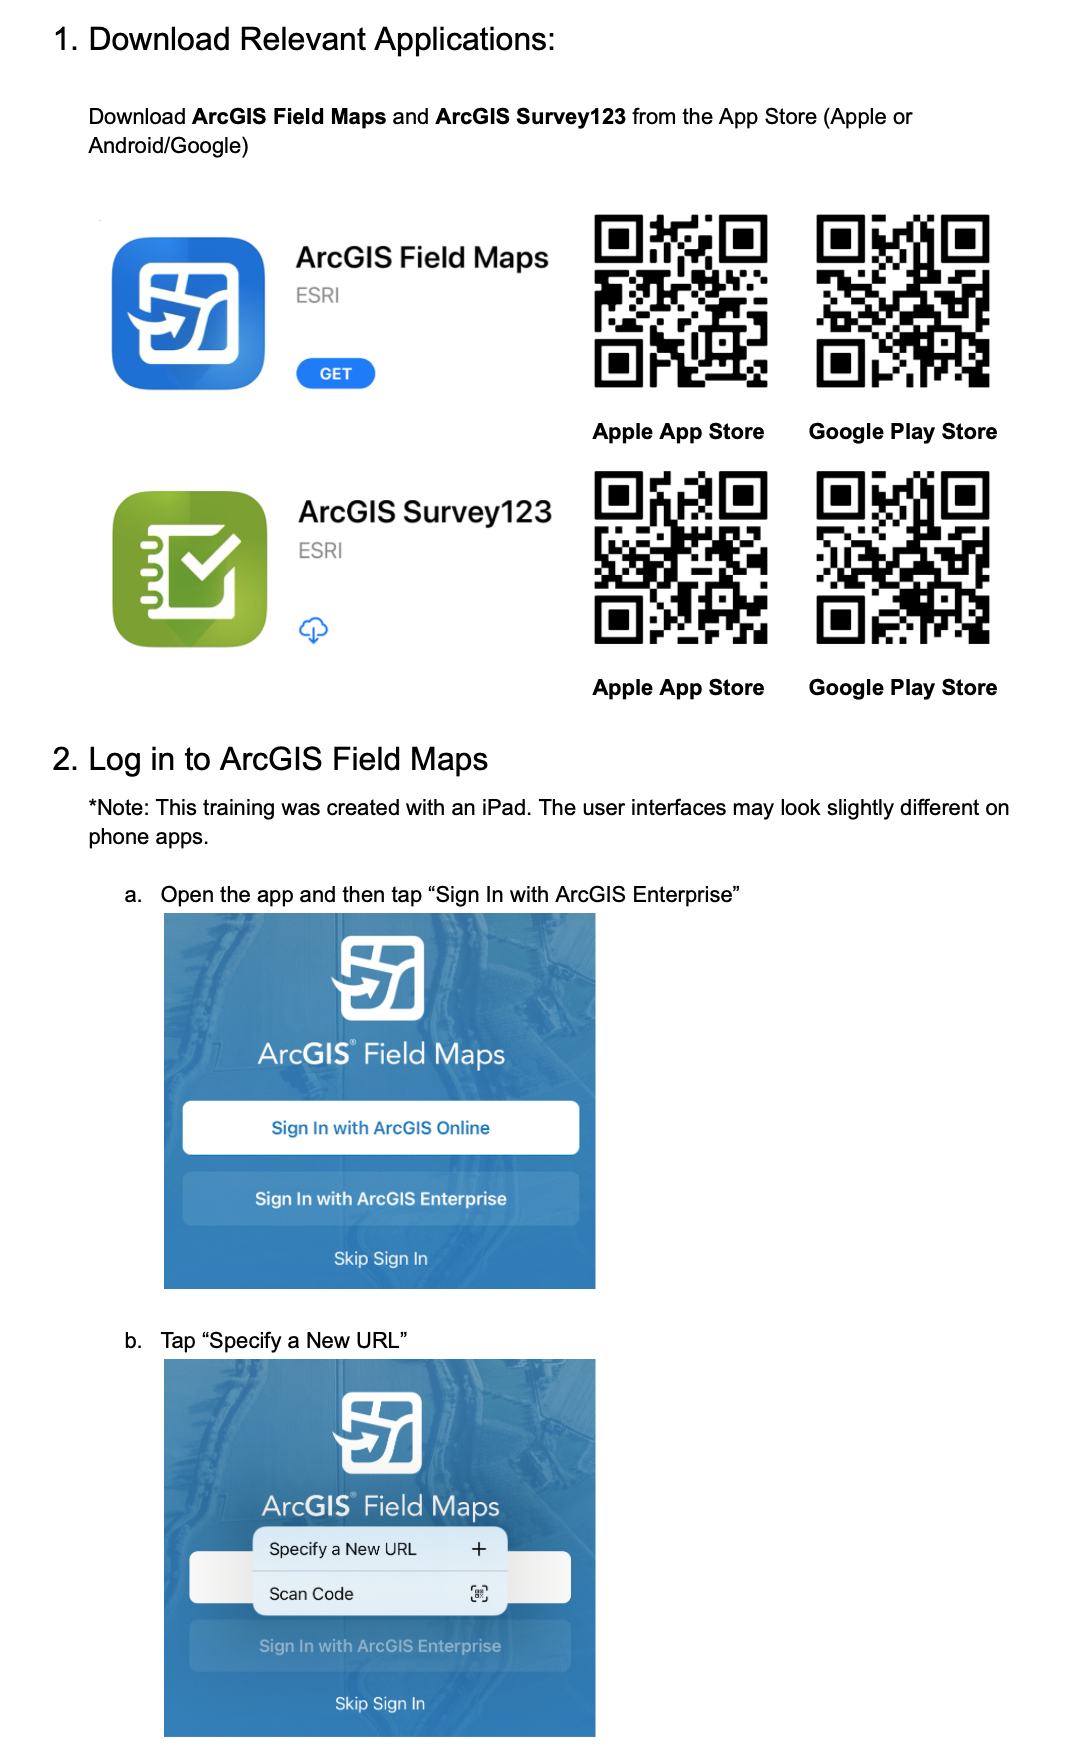 1. Download Relevant Applications:
Download ArcGIS Field Maps and ArcGIS Survey123 from the App Store (Apple or
Android/Google)
ArcGIS Field Maps
ESRI
GET
Apple App Store
Google Play Store
ArcGIS Survey123
ESRI
Apple App Store
Google Play Store
2. Log in to ArcGIS Field Maps
*Note: This training was created with an iPad. The user interfaces may look slightly different on
phone apps.
a. Open the app and then tap “Sign In with ArcGIS Enterprise”
ArcGIS® Field Maps
Sign In with ArcGIS Online
Sign In with ArcGIS Enterprise
Skip Sign In
b. Tap “Specify a New URL”
ArcGIS® Field Maps
Specify a New URL
Scan Code
Sign In with ArcGIS Enterprise
Skip Sign In